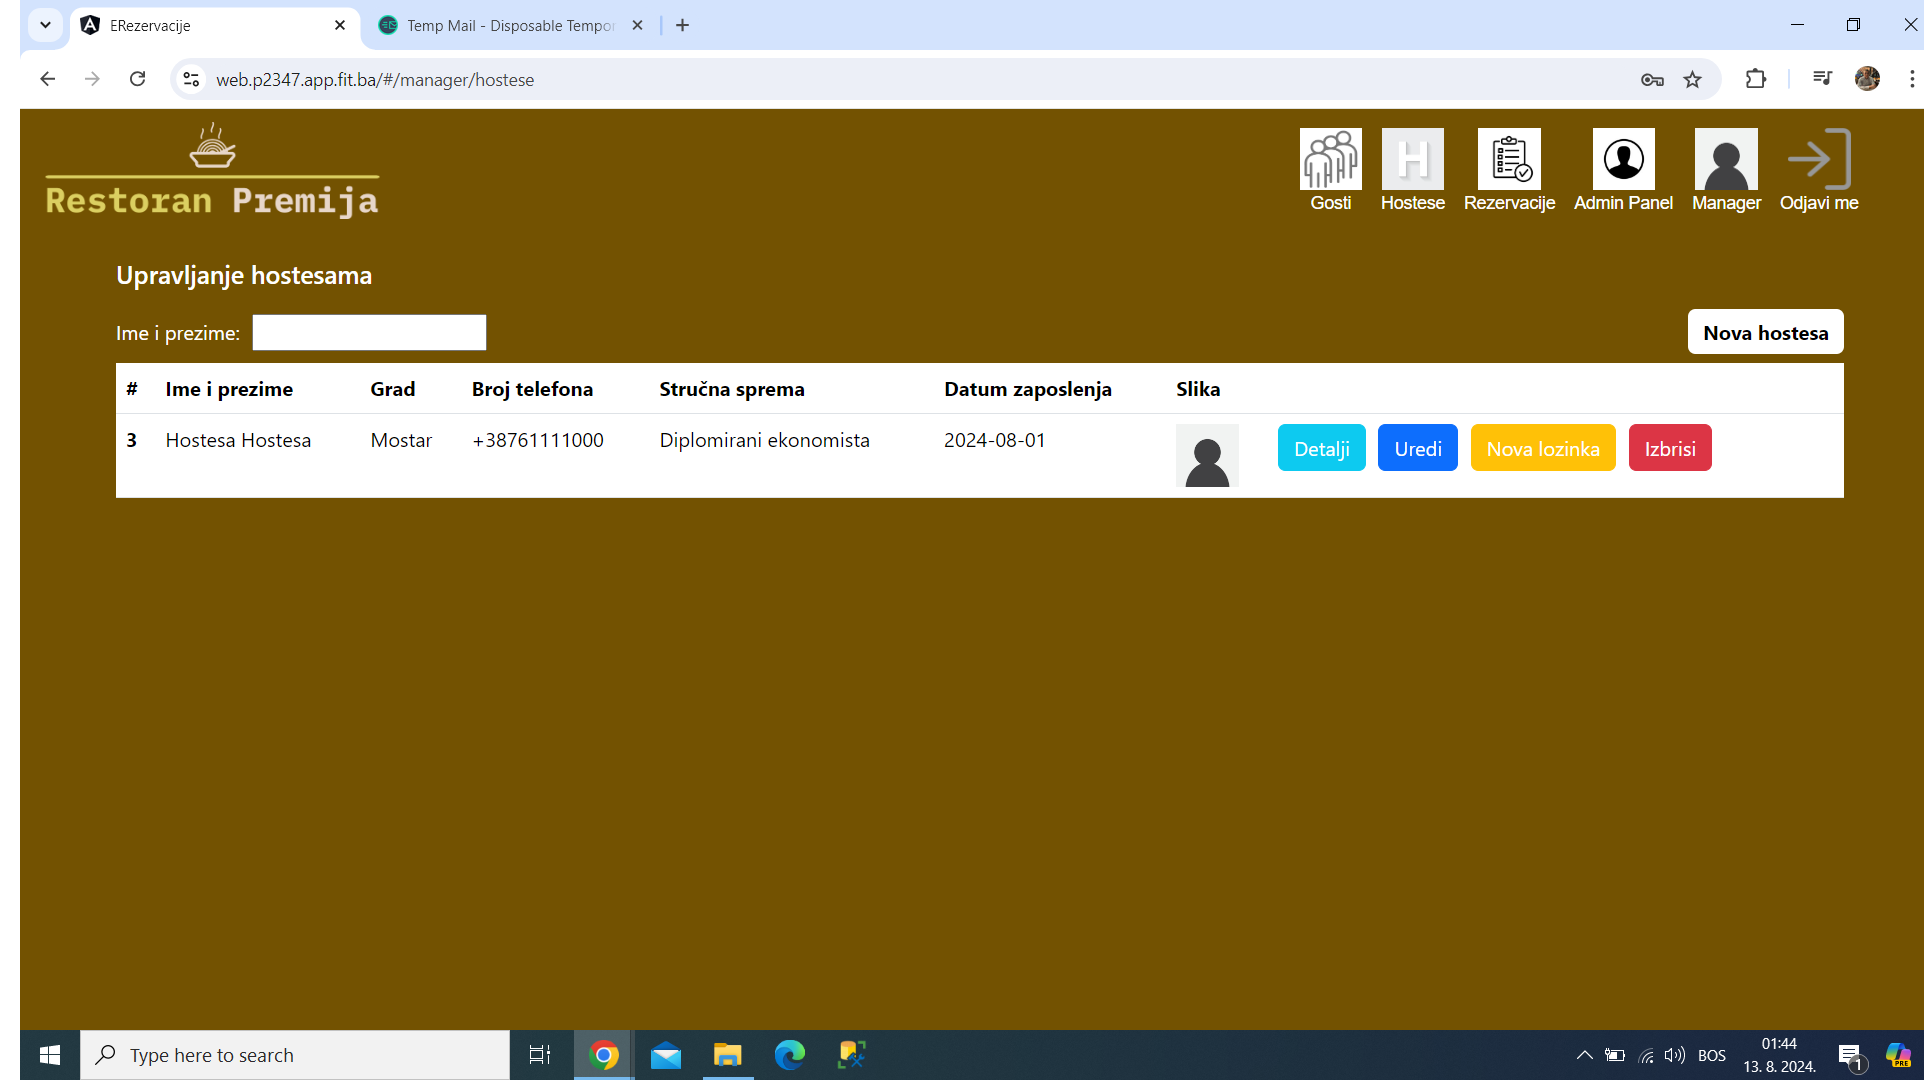 ERezervacije
Temp Mail - Disposable Tempor
web.p2347.app.fit.ba/#/manager/hostese
Restoran Premija
H
Gosti Hostese Rezervacije Admin Panel Manager Odjavi me
Upravljanje hostesama
Ime i prezime:
Nova hostesa
# Ime i prezime Grad Broj telefona Stručna sprema Datum zaposlenja Slika
3 Hostesa Hostesa Mostar +38761111000 Diplomirani ekonomista 2024-08-01 Detalji Uredi Nova lozinka Izbrisi
Type here to search
BOS
01:44
13. 8. 2024.
1
PRE